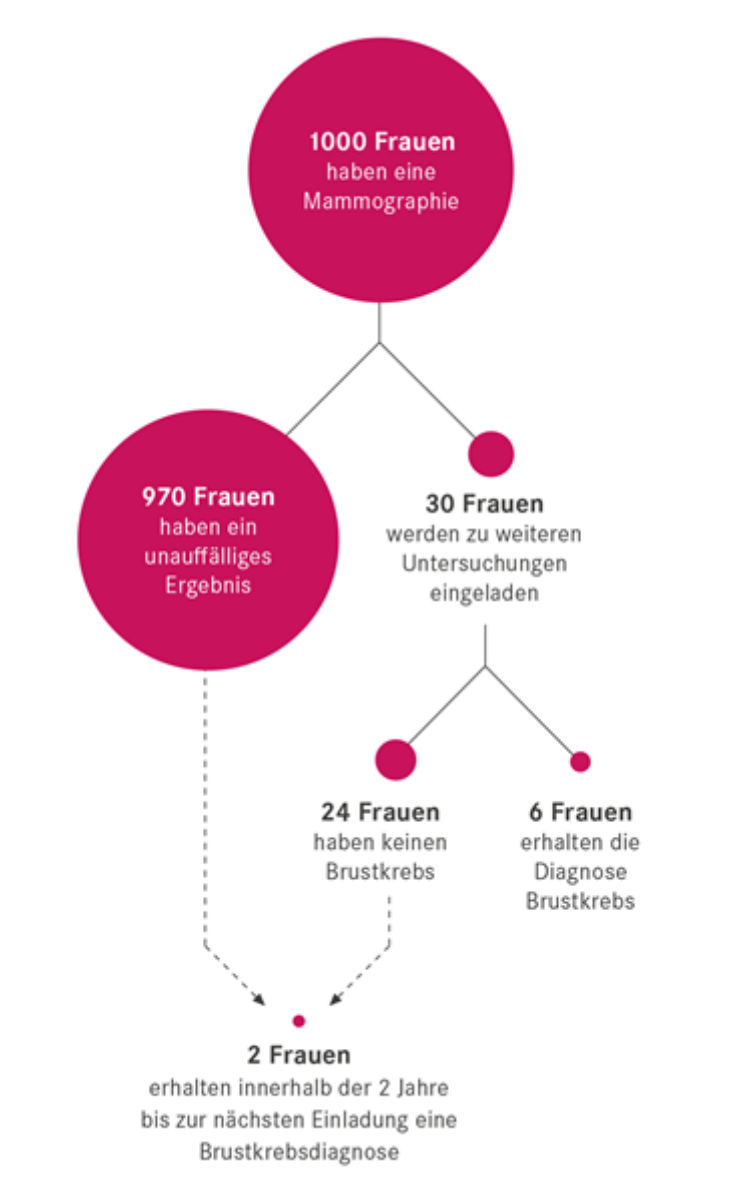 1000 Frauen
haben eine
Mammographie
970 Frauen
haben ein
unauffälliges
Ergebnis
30 Frauen
werden zu weiteren
Untersuchungen
eingeladen
24 Frauen
haben keinen
Brustkrebs
6 Frauen
erhalten die
Diagnose
Brustkrebs
2 Frauen
erhalten innerhalb der 2 Jahre
bis zur nächsten Einladung eine
Brustkrebsdiagnose